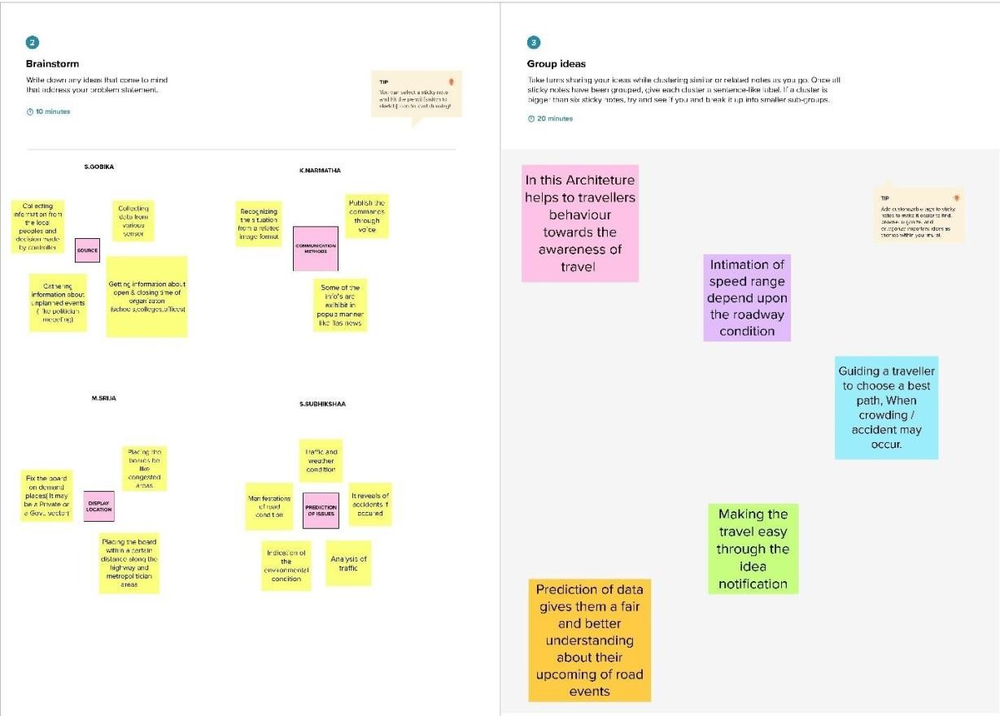 2
Brainstorm
Write down any ideas that come to mind
that address your problem statement.
10 minutes
TIP
You can select a sticky note
and hit the pencil [switch to
sketch] icon to start drawing!
S.GOBIKA
Collecting
information from
the local
peoples and
decision made
by controller
Collecting
data from
various
sensor
SOURCE
Gathering
information about
unplanned events
( like politician
meeting)
Getting information about
open & closing time of
organizaton
(schools,colleges,offices)
K.NARMATHA
Recognizing
the situation
from a related
image format
Publish the
commands
through
voice
COMMUNICATION
METHODS
Some of the
info's are
exihibit in
popup manner
like flas news
M.SRIJA
Placing the
boards be
like
congested
areas
Fix the board
on demand
places( It may
be a Private or
a Govt. sector)
DISPLAY
LOCATION
Placing the board
within a certain
distance along the
highway and
metropolitician
areas
S.SUBHIKSHAA
Traffic and
weather
condition
Manifestations
of road
condition
PREDICTION
OF ISSUES
It reveals of
accidents if
occured
Indication of
the
environmental
condition
Analysis of
traffic
3
Group ideas
Take turns sharing your ideas while clustering similar or related notes as you go. Once all
sticky notes have been grouped, give each cluster a sentence-like label. If a cluster is
bigger than six sticky notes, try and see if you and break it up into smaller sub-groups.
20 minutes
In this Architeture
helps to travellers
behaviour
towards the
awareness of
travel
TIP
Add customizable tags to sticky
notes to make it easier to find,
browse, organize, and
categorize important ideas as
themes within your mural.
Intimation of
speed range
depend upon
the roadway
condition
Guiding a traveller
to choose a best
path, When
crowding /
accident may
occur.
Making the
travel easy
through the
idea
notification
Prediction of data
gives them a fair
and better
understanding
about their
upcoming of road
events